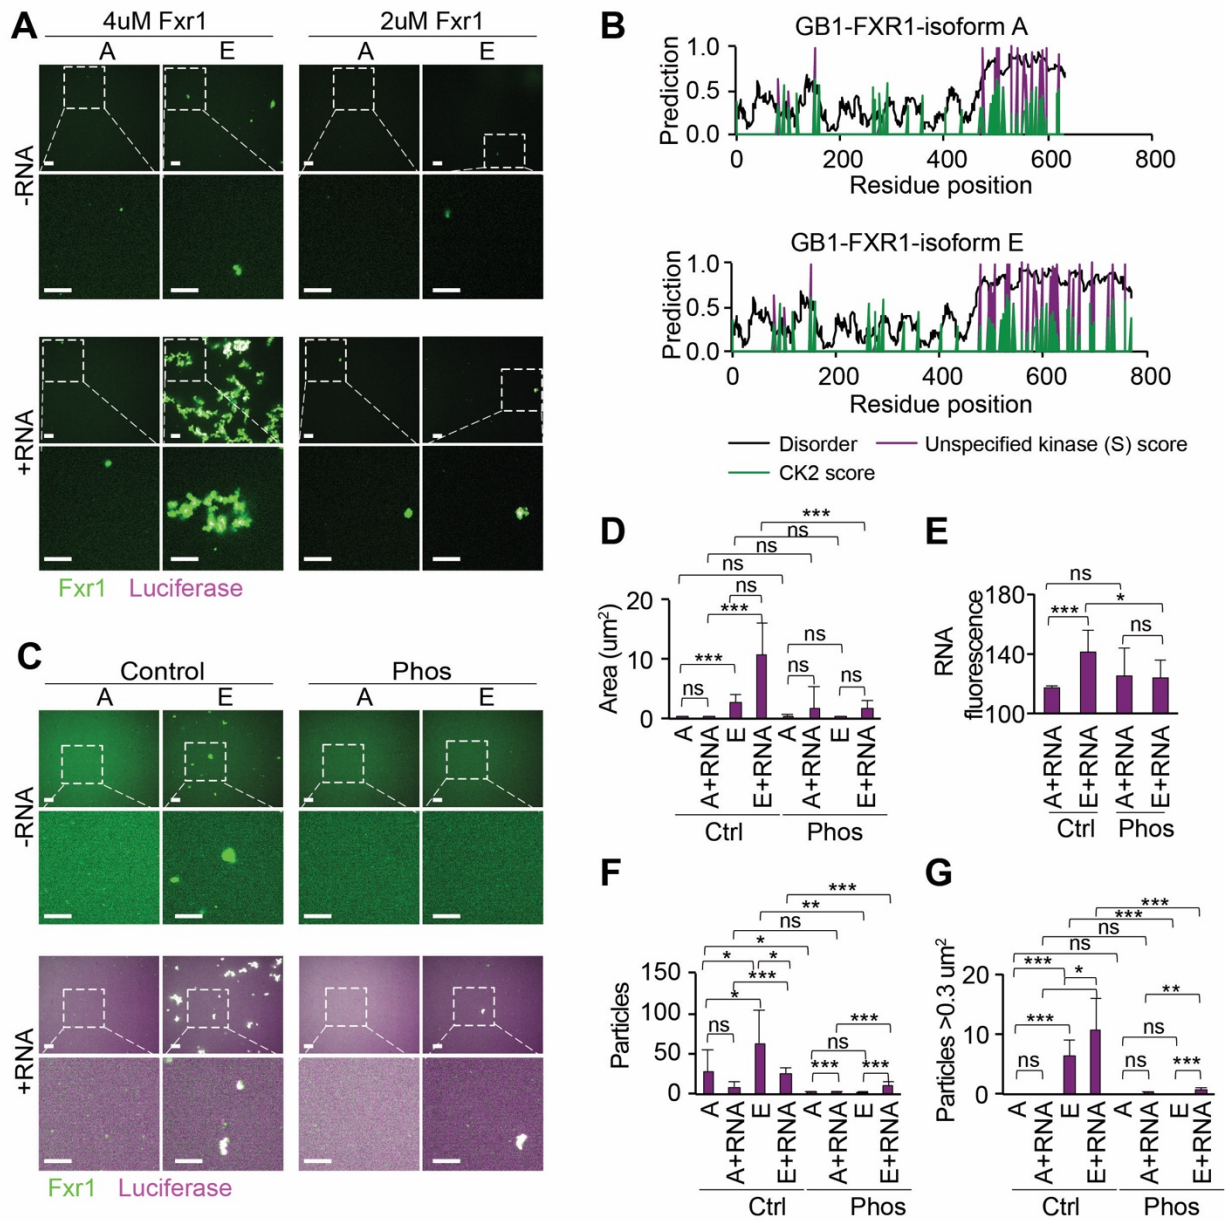 A
4uM Fxr1
2uM Fxr1
A
E
A
E
-RNA
+RNA
Fxr1
Luciferase
B
GB1-FXR1-isoform A
Prediction
1.0
0.5
0.0
0
200
400
600
800
Residue position
GB1-FXR1-isoform E
Prediction
1.0
0.5
0.0
0
200
400
600
800
Residue position
Disorder
Unspecified kinase (S) score
CK2 score
C
Control
Phos
A
E
A
E
-RNA
+RNA
Fxr1
Luciferase
D
***
ns
ns
ns
ns
***
***
ns
ns
ns
ns
Area (um²)
20
10
0
A
A+RNA
E
E+RNA
A
A+RNA
E
E+RNA
Ctrl
Phos
E
ns
*
***
ns
RNA
fluorescence
180
140
100
A+RNA
E+RNA
A+RNA
E+RNA
Ctrl
Phos
F
***
**
ns
*
*
*
***
*
ns
***
ns
***
***
Particles
150
100
50
0
A
A+RNA
E
E+RNA
A
A+RNA
E
E+RNA
Ctrl
Phos
G
***
***
ns
ns
***
*
***
ns
**
ns
ns
***
Particles >0.3 um²
20
10
0
A
A+RNA
E
E+RNA
A
A+RNA
E
E+RNA
Ctrl
Phos